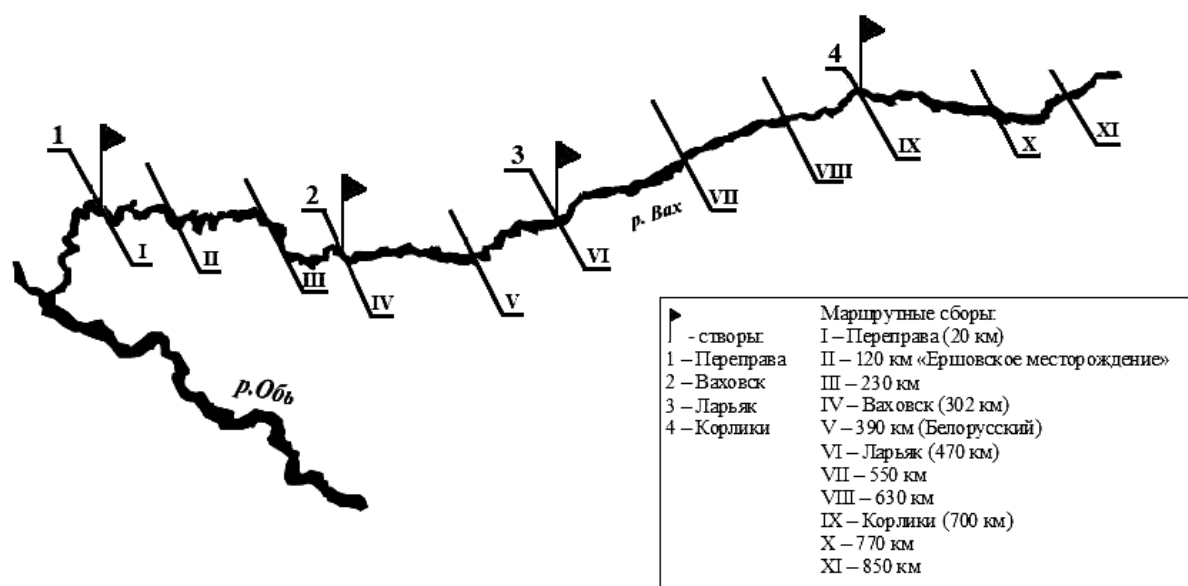 4
XI
X
IX
VIII
VII
3
р. Вах
VI
1
2
I
II
III
IV
V
р.Обь
- створы:
1 – Переправа
2 – Ваховск
3 – Ларьяк
4 – Корлики
Маршрутные сборы:
I – Переправа (20 км)
II – 120 км «Ершовское месторождение»
III – 230 км
IV – Ваховск (302 км)
V – 390 км (Белорусский)
VI – Ларьяк (470 км)
VII – 550 км
VIII – 630 км
IX – Корлики (700 км)
X – 770 км
XI – 850 км